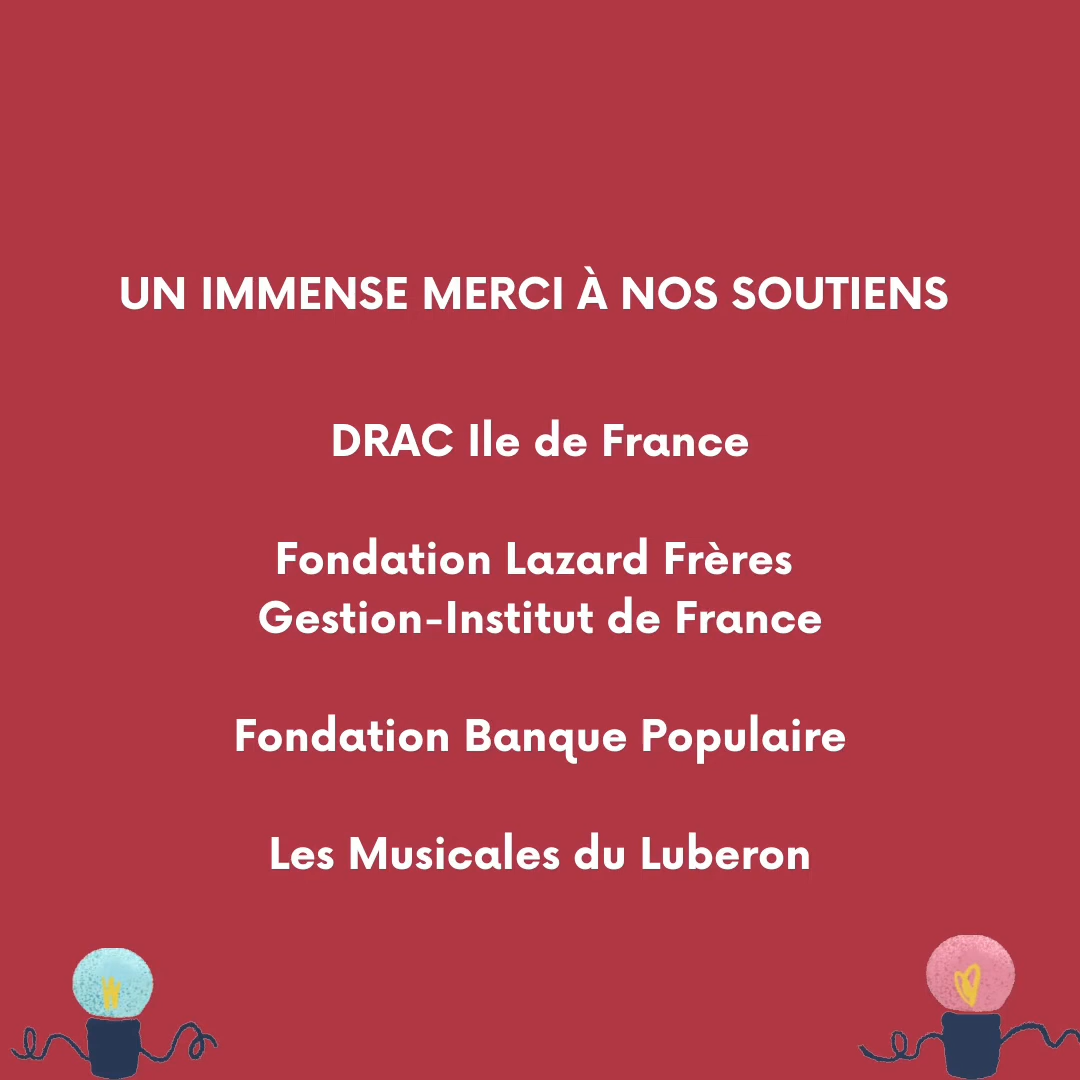 UN IMMENSE MERCI À NOS SOUTIENS
DRAC Ile de France
Fondation Lazard Frères
Gestion-Institut de France
Fondation Banque Populaire
Les Musicales du Luberon